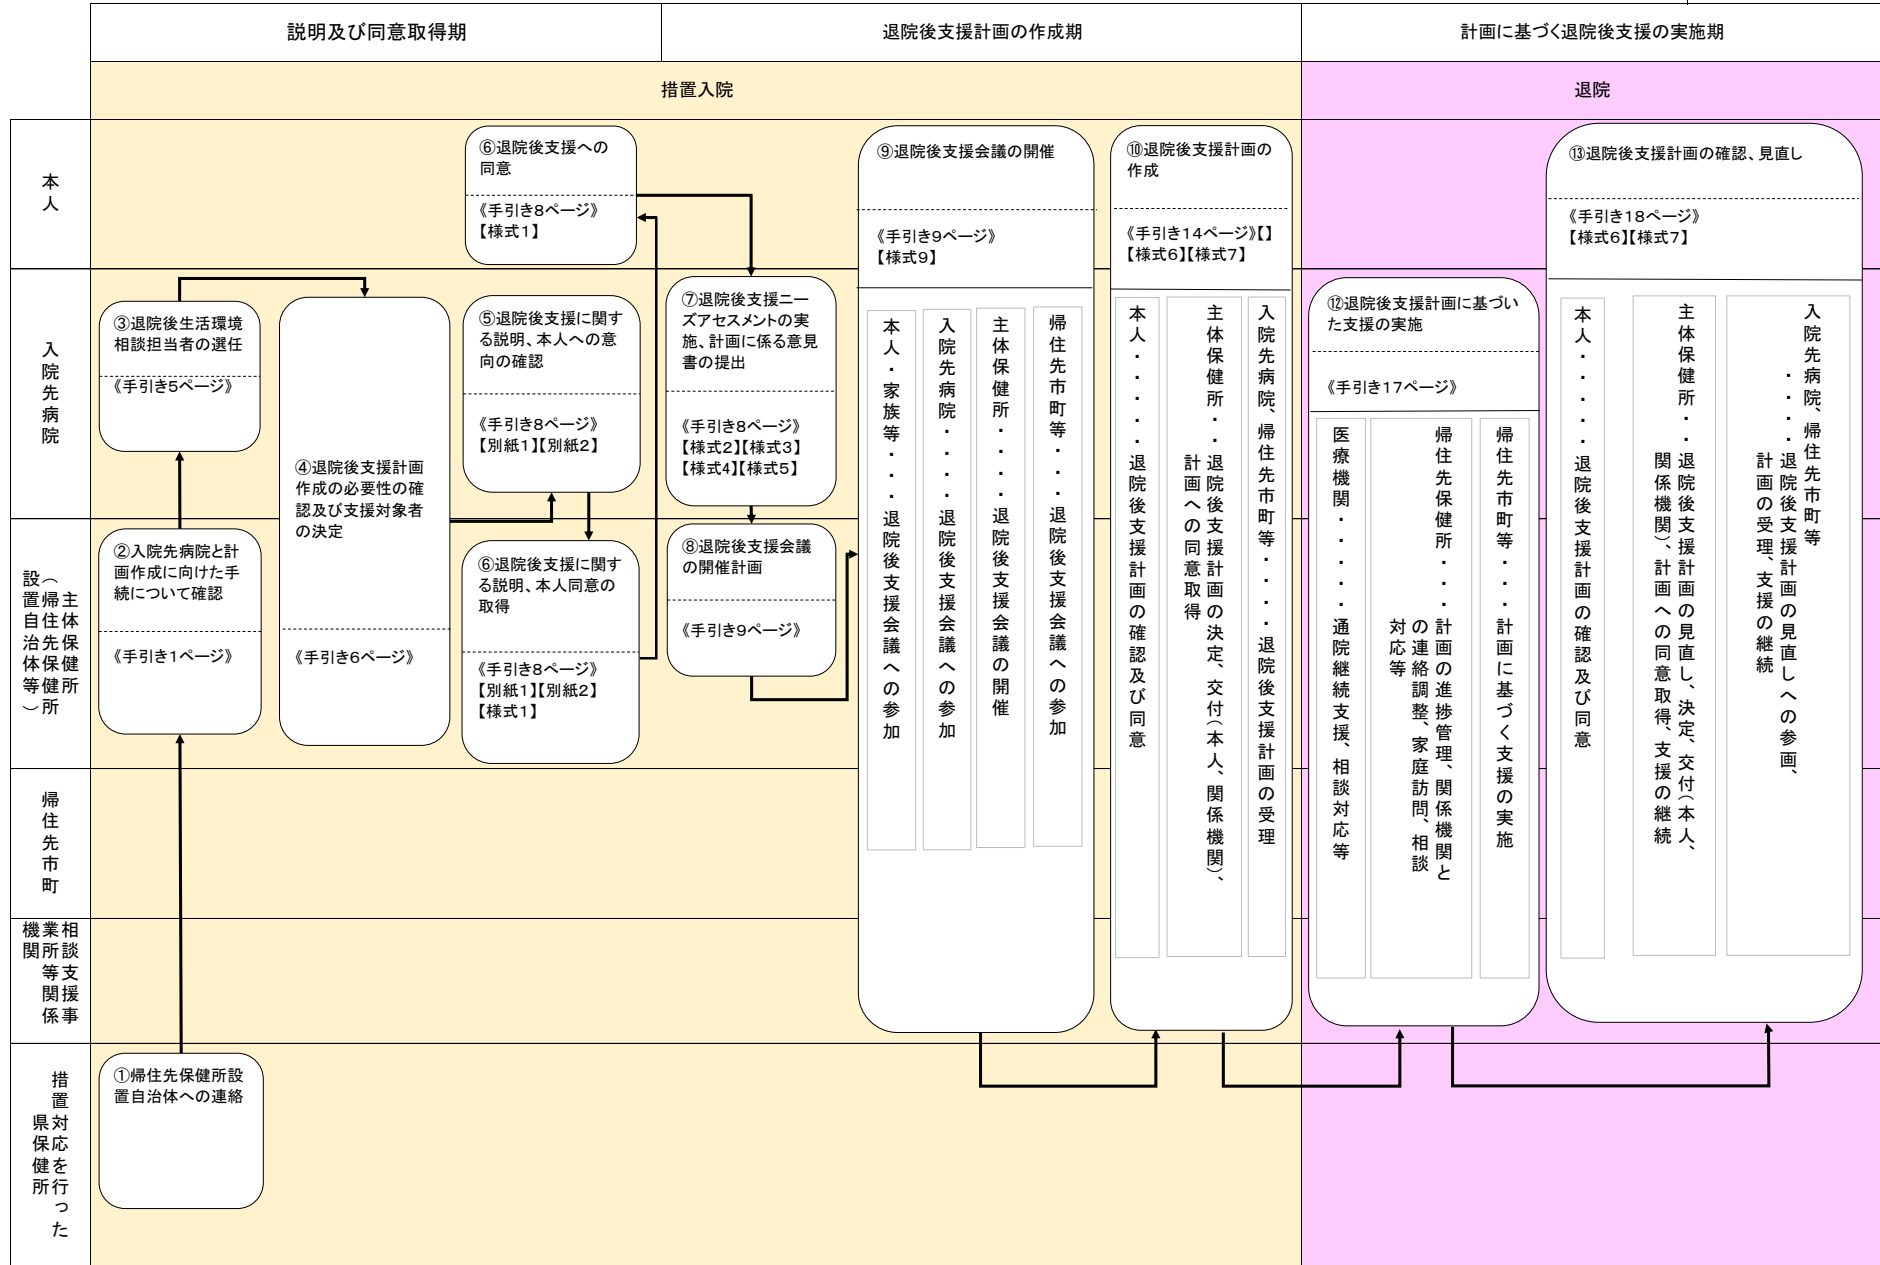 説明及び同意取得期
退院後支援計画の作成期
計画に基づく退院後支援の実施期
措置入院
退院
本人
⑥退院後支援への
同意
《手引き8ページ》
【様式1】
⑨退院後支援会議の開催
《手引き9ページ》
【様式9】
本人・家族等・・・退院後支援会議への参加
入院先病院・・・・退院後支援会議への参加
主体保健所・・・・退院後支援会議の開催
帰住先市町等・・・退院後支援会議への参加
⑩退院後支援計画の
作成
《手引き14ページ》【】
【様式6】【様式7】
本人・・・・・退院後支援計画の確認及び同意
主体保健所・・退院後支援計画の決定、交付(本人、関係機関)、
計画への同意取得
入院先病院、帰住先市町等・・・・退院後支援計画の受理
⑬退院後支援計画の確認、見直し
《手引き18ページ》
【様式6】【様式7】
本人・・・・・退院後支援計画の確認及び同意
主体保健所・・退院後支援計画の見直し、決定、交付(本人、
関係機関)、計画への同意取得、支援の継続
入院先病院、帰住先市町等
・・・・退院後支援計画の見直しへの参画、
計画の受理、支援の継続
入院先病院
③退院後生活環境
相談担当者の選任
《手引き5ページ》
④退院後支援計画
作成の必要性の確
認及び支援対象者
の決定
《手引き6ページ》
⑤退院後支援に関す
る説明、本人への意
向の確認
《手引き8ページ》
【別紙1】【別紙2】
⑦退院後支援ニー
ズアセスメントの実
施、計画に係る意見
書の提出
《手引き8ページ》
【様式2】【様式3】
【様式4】【様式5】
⑫退院後支援計画に基づい
た支援の実施
《手引き17ページ》
医療機関・・・・・通院継続支援、相談対応等
帰住先保健所・・・計画の進捗管理、関係機関と
の連絡調整、家庭訪問、相談
対応等
帰住先市町等・・・計画に基づく支援の実施
主体保健所
(帰住先保健所
設置自治体等)
②入院先病院と計
画作成に向けた手
続について確認
《手引き1ページ》
⑥退院後支援に関す
る説明、本人同意の
取得
《手引き8ページ》
【別紙1】【別紙2】
【様式1】
⑧退院後支援会議
の開催計画
《手引き9ページ》
帰住先市町
相談支援事
業所等関係
機関
措置対応を行った
県保健所
①帰住先保健所設
置自治体への連絡